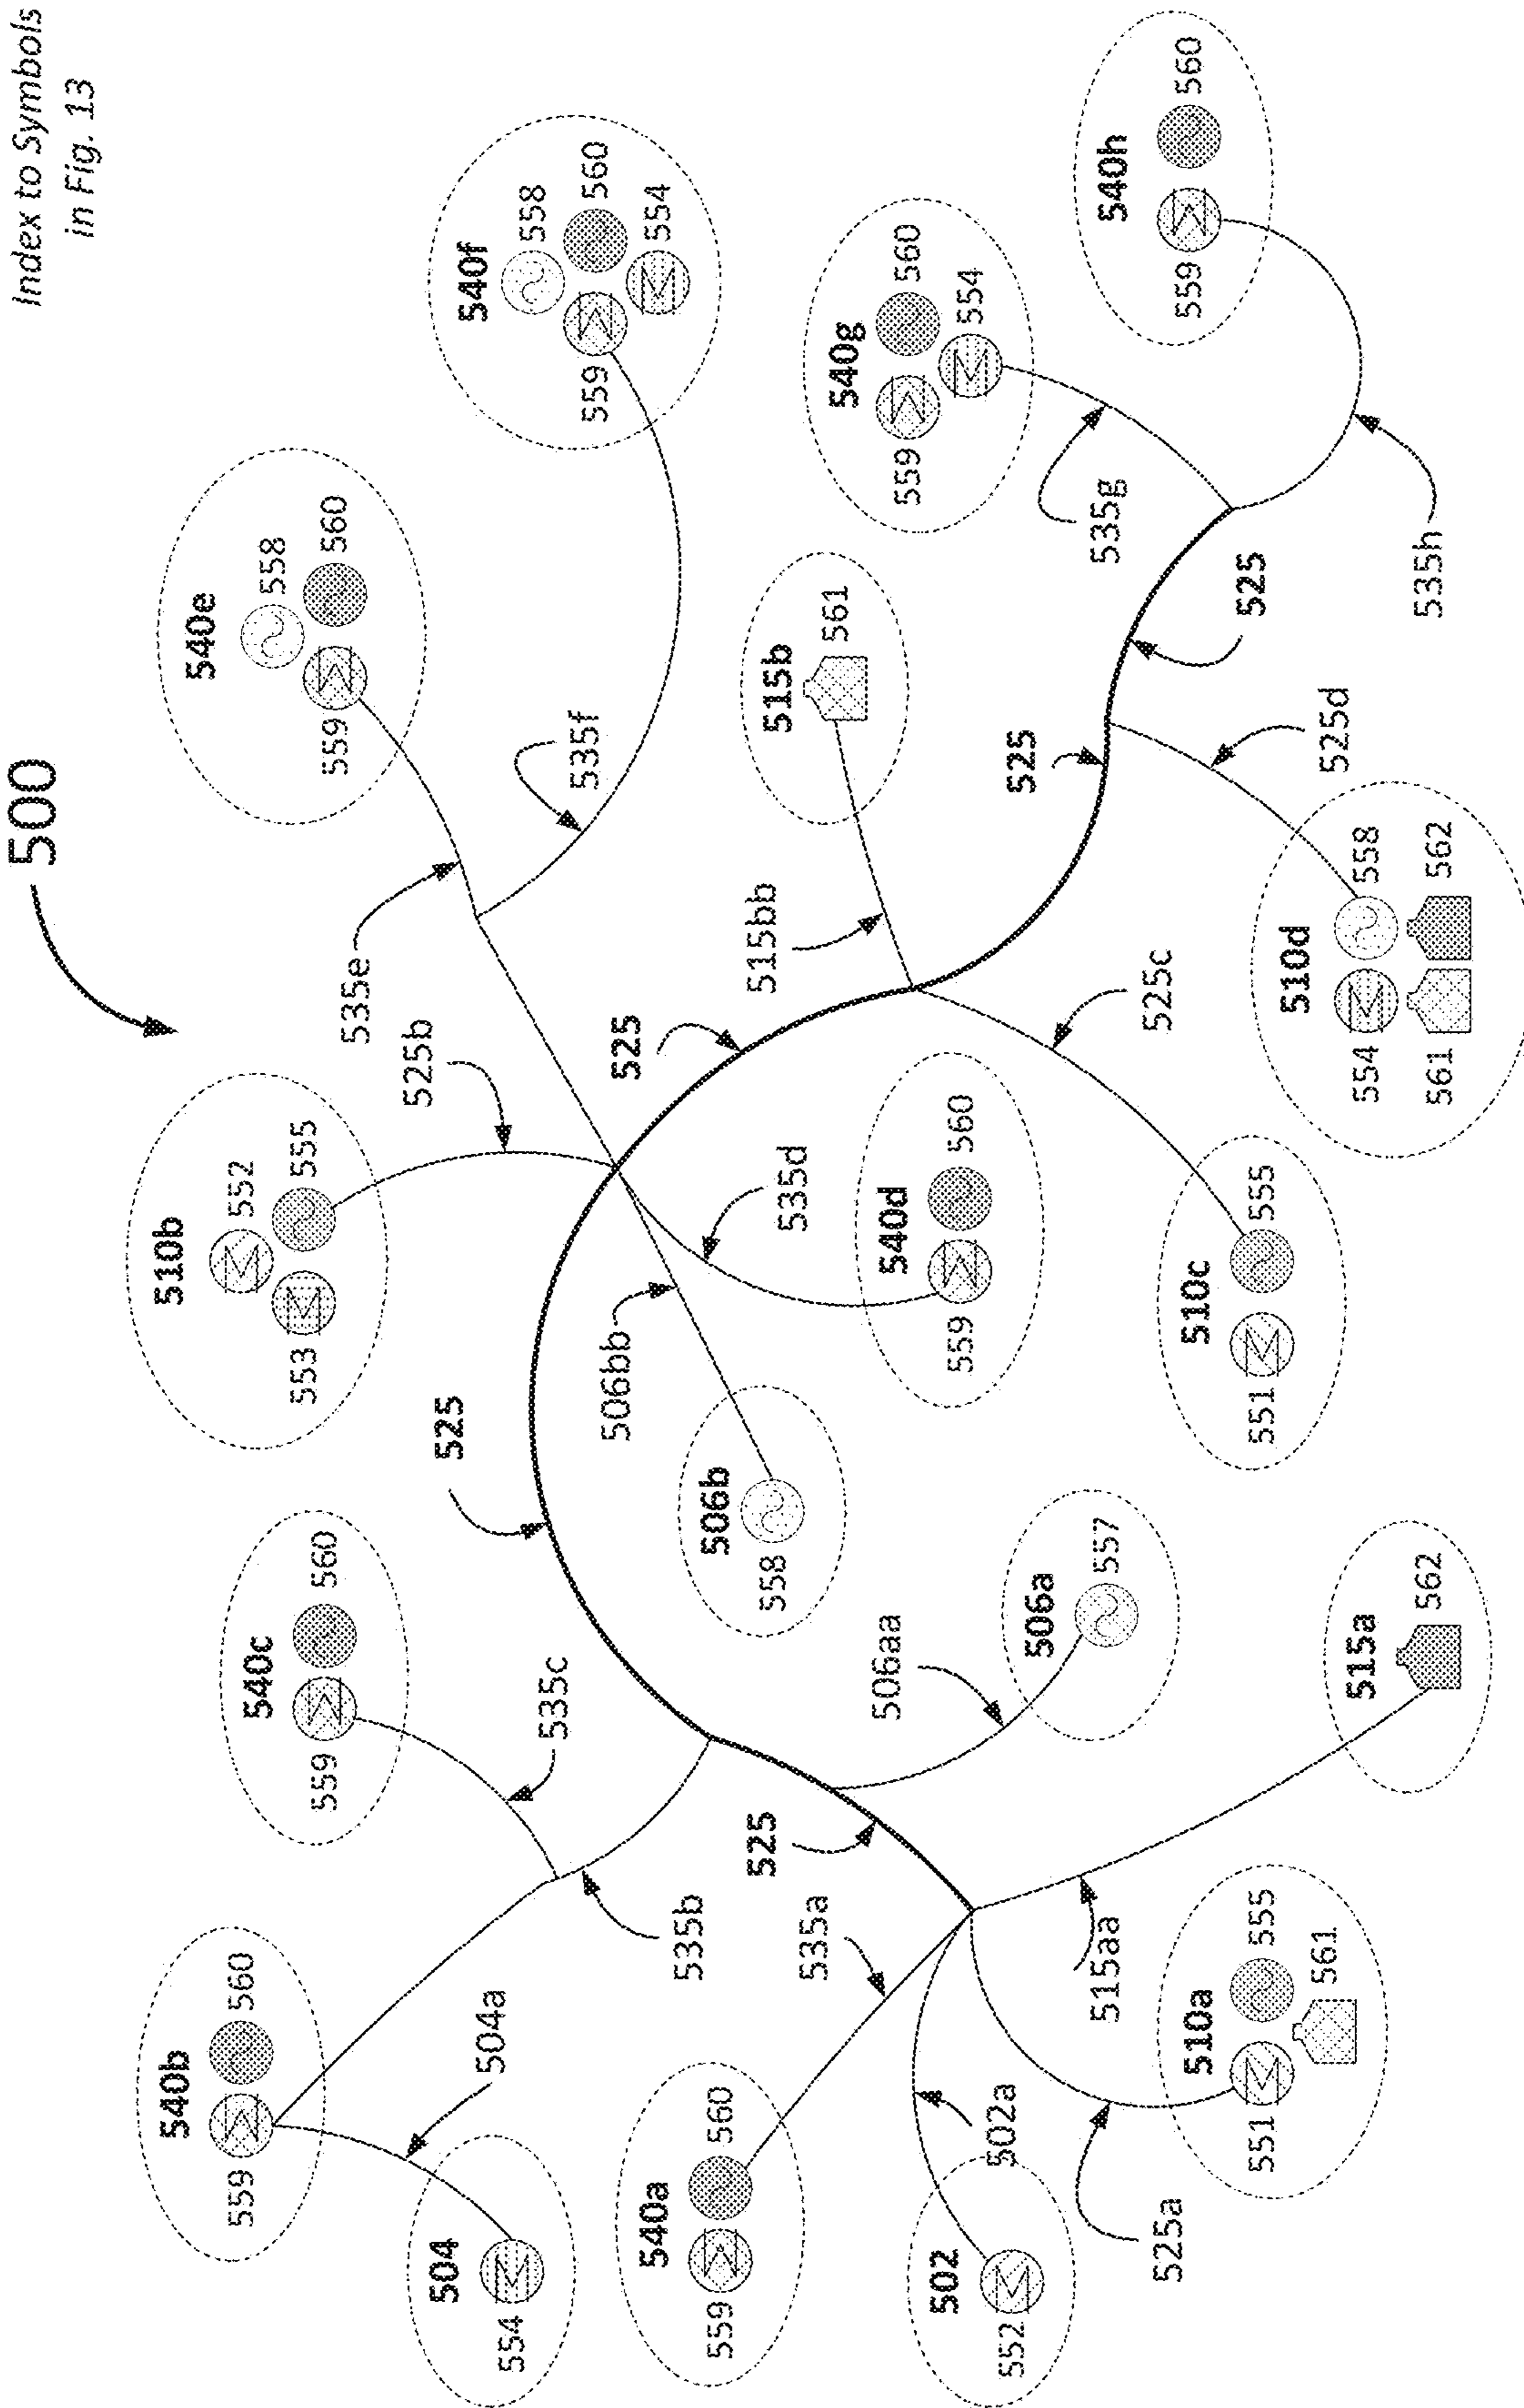 Index to Symbols
in Fig. 13
500
540b
559
560
504a
504
554
540c
559
560
535c
535b
510b
552
553
555
525b
540e
558
559
560
535e
535f
540f
558
559
560
554
540a
559
560
535a
502
552
502a
525
525
506b
558
506bb
535d
540d
559
560
525
515b
561
515bb
525
540g
559
560
554
535g
540h
559
560
525
535h
510a
551
555
561
525a
515aa
515a
562
506aa
506a
557
510c
551
555
525c
510d
554
558
561
562
525d